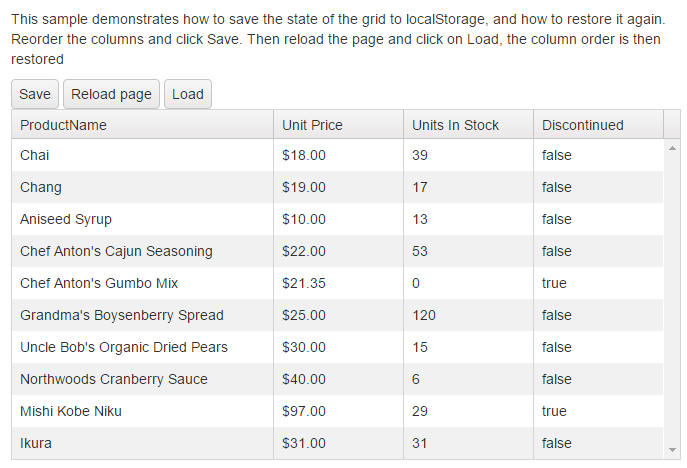 This sample demonstrates how to save the state of the grid to localStorage, and how to restore it again.
Reorder the columns and click Save. Then reload the page and click on Load, the column order is then
restored
Save Reload page Load
ProductName Unit Price Units In Stock Discontinued
Chai $18.00 39 false
Chang $19.00 17 false
Aniseed Syrup $10.00 13 false
Chef Anton's Cajun Seasoning $22.00 53 false
Chef Anton's Gumbo Mix $21.35 0 true
Grandma's Boysenberry Spread $25.00 120 false
Uncle Bob's Organic Dried Pears $30.00 15 false
Northwoods Cranberry Sauce $40.00 6 false
Mishi Kobe Niku $97.00 29 true
Ikura $31.00 31 false